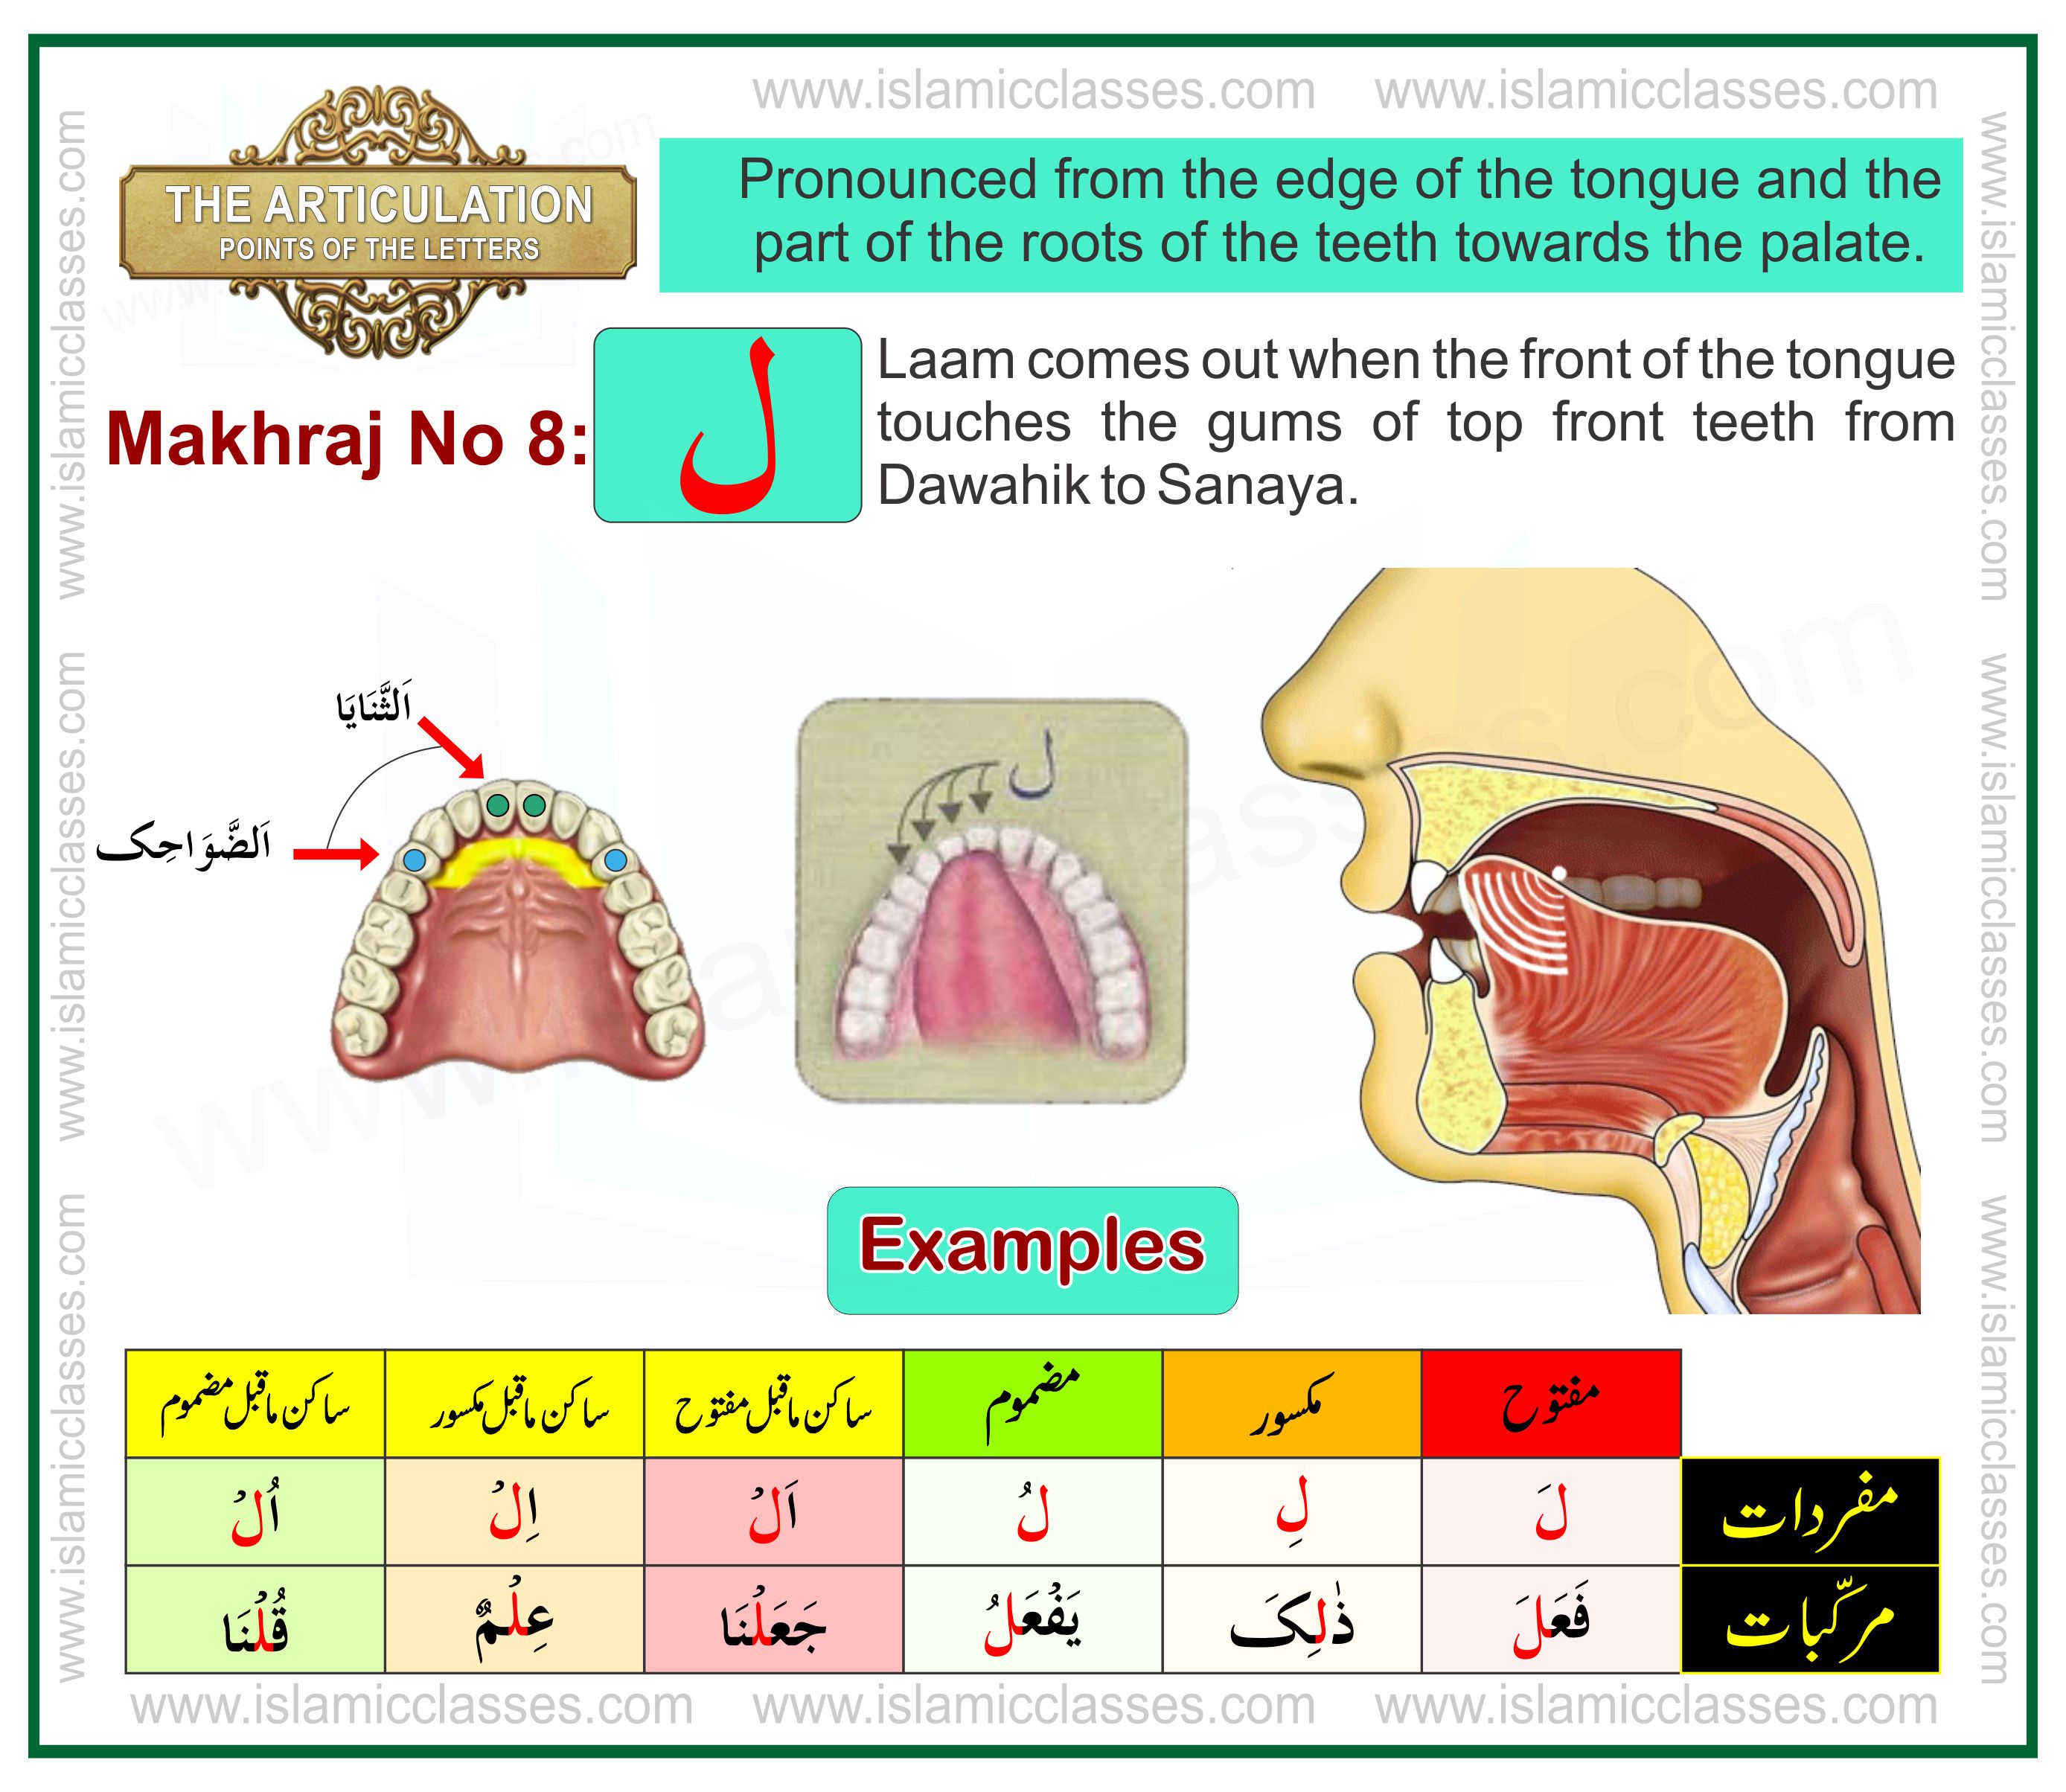 www.islamicclasses.com www.islamicclasses.com
THE ARTICULATION
POINTS OF THE LETTERS
Pronounced from the edge of the tongue and the
part of the roots of the teeth towards the palate.
Makhraj No 8:
ل
Laam comes out when the front of the tongue
touches the gums of top front teeth from
Dawahik to Sanaya.
اَلثَّنَايَا
اَلضَّوَاحِک
ل
Examples
مفتوح مکسور مضموم ساکن ماقبل مفتوح ساکن ماقبل مکسور ساکن ماقبل مضموم
مفردات لَ لِ لُ اَلْ اِلْ اُلْ
مرکّبات فَعَلَ ذٰلِکَ يَفْعَلُ جَعَلْنَا عِلْمٌ قُلْنَا
www.islamicclasses.com www.islamicclasses.com www.islamicclasses.com
www.islamicclasses.com www.islamicclasses.com www.islamicclasses.com
www.islamicclasses.com www.islamicclasses.com www.islamicclasses.com